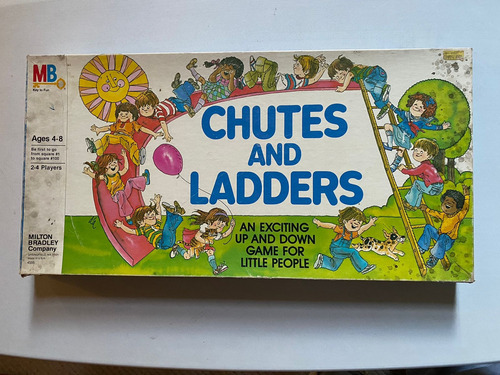 MB
Ages 4-8
Be first to go
from square #1
to square #100
2-4 Players
MILTON
BRADLEY
Company
CHUTES
AND
LADDERS
AN EXCITING
UP AND DOWN
GAME FOR
LITTLE PEOPLE